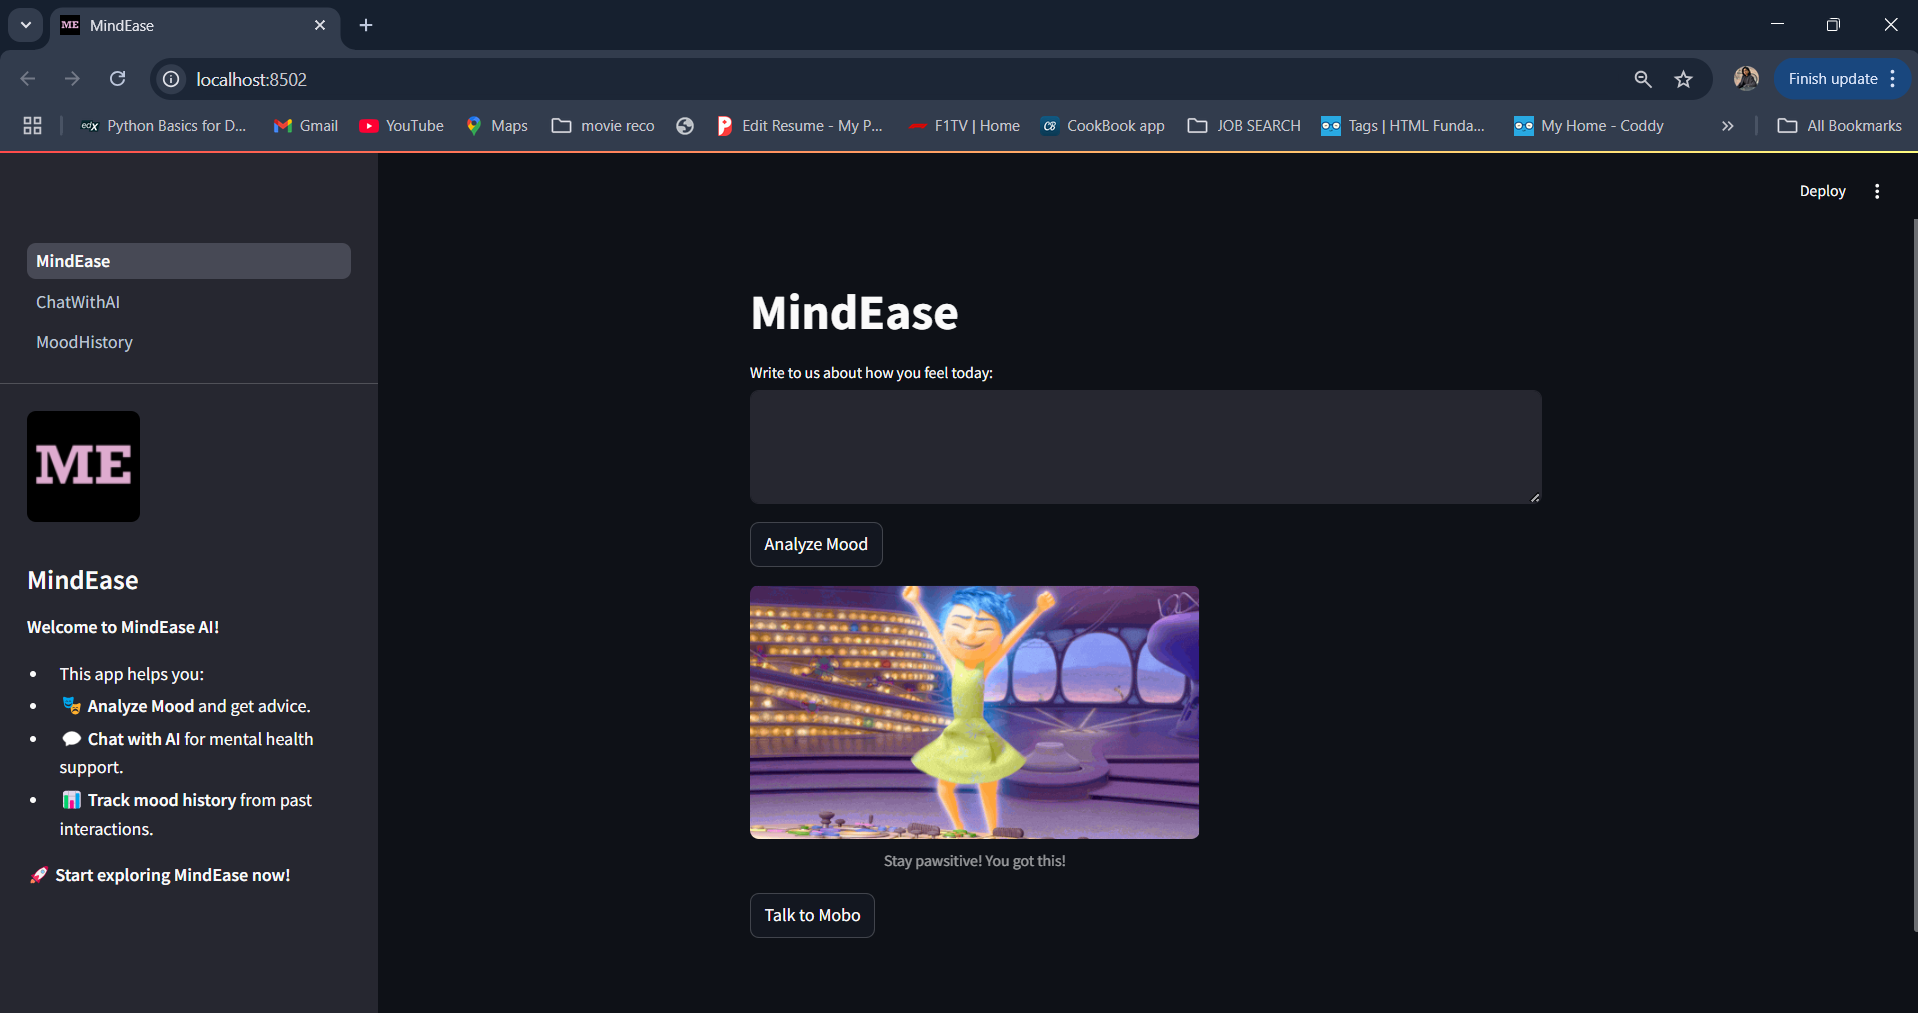 ME MindEase
localhost:8502
Finish update
edx Python Basics for D...
Gmail
YouTube
Maps
movie reco
Edit Resume - My P...
F1TV | Home
CB CookBook app
JOB SEARCH
Tags | HTML Funda...
My Home - Coddy
All Bookmarks
Deploy
MindEase
ChatWithAI
MoodHistory
ME
MindEase
Welcome to MindEase AI!
• This app helps you:
• 🎭 Analyze Mood and get advice.
• 💬 Chat with AI for mental health
support.
• 📊 Track mood history from past
interactions.
🚀 Start exploring MindEase now!
MindEase
Write to us about how you feel today:
Analyze Mood
Stay pawsitive! You got this!
Talk to Mobo